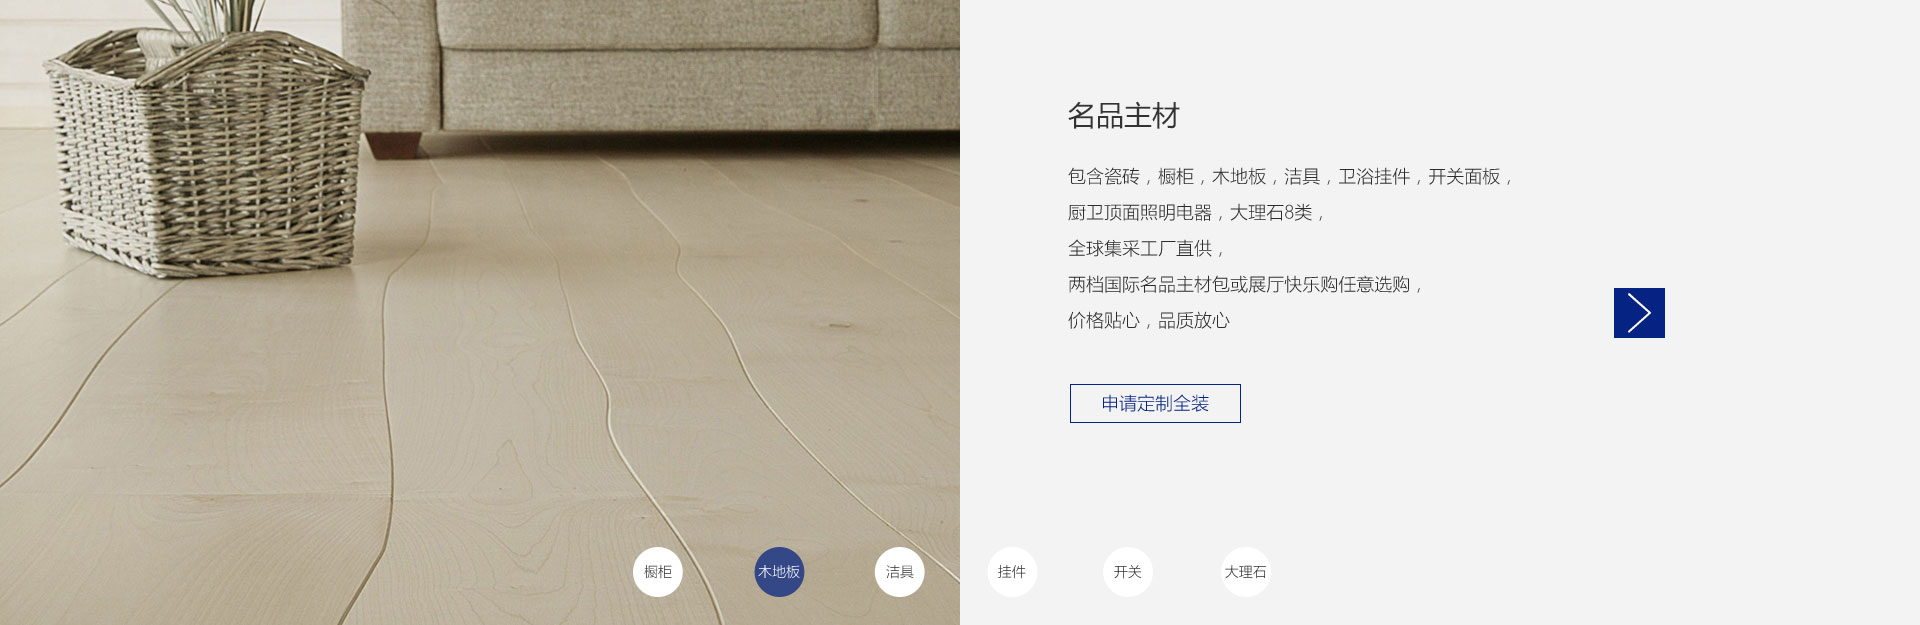 名品主材
包含瓷砖，橱柜，木地板，洁具，卫浴挂件，开关面板，
厨卫顶面照明电器，大理石8类，
全球集采工厂直供，
两档国际名品主材包或展厅快乐购任意选购，
价格贴心，品质放心
申请定制全装
橱柜
木地板
洁具
挂件
开关
大理石